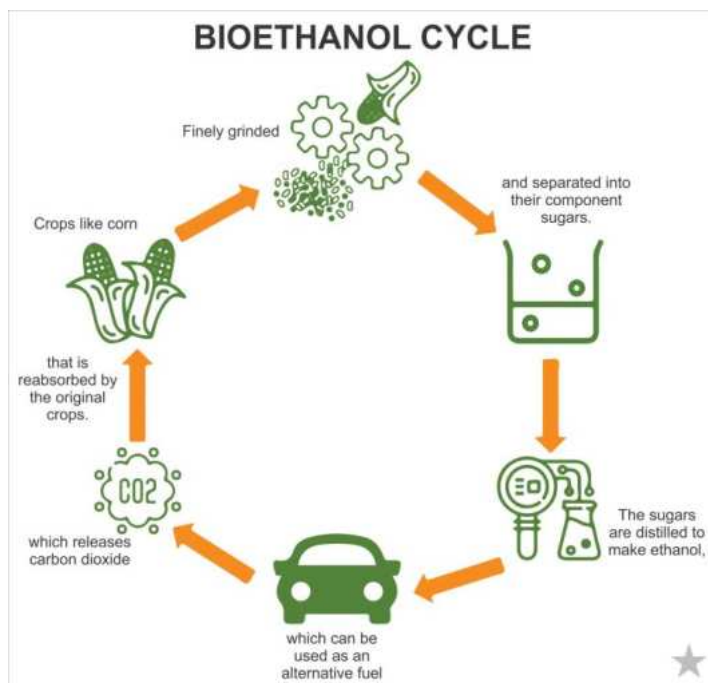 BIOETHANOL CYCLE
Finely grinded
and separated into
their component
sugars.
The sugars
are distilled to
make ethanol,
which can be
used as an
alternative fuel
which releases
carbon dioxide
CO2
that is
reabsorbed by
the original
crops.
Crops like corn